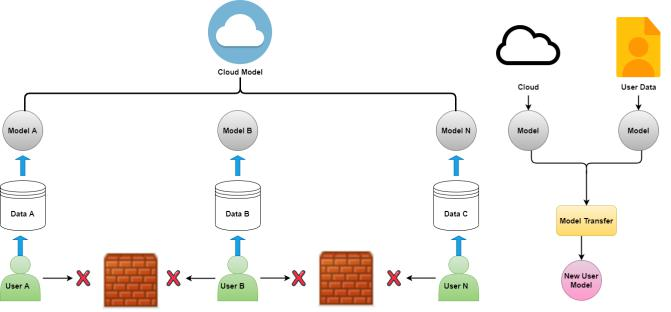 Cloud Model
Model A
Model B
Model N
Data A
Data B
Data C
User A
User B
User N
Cloud
User Data
Model
Model
Model Transfer
New User
Model